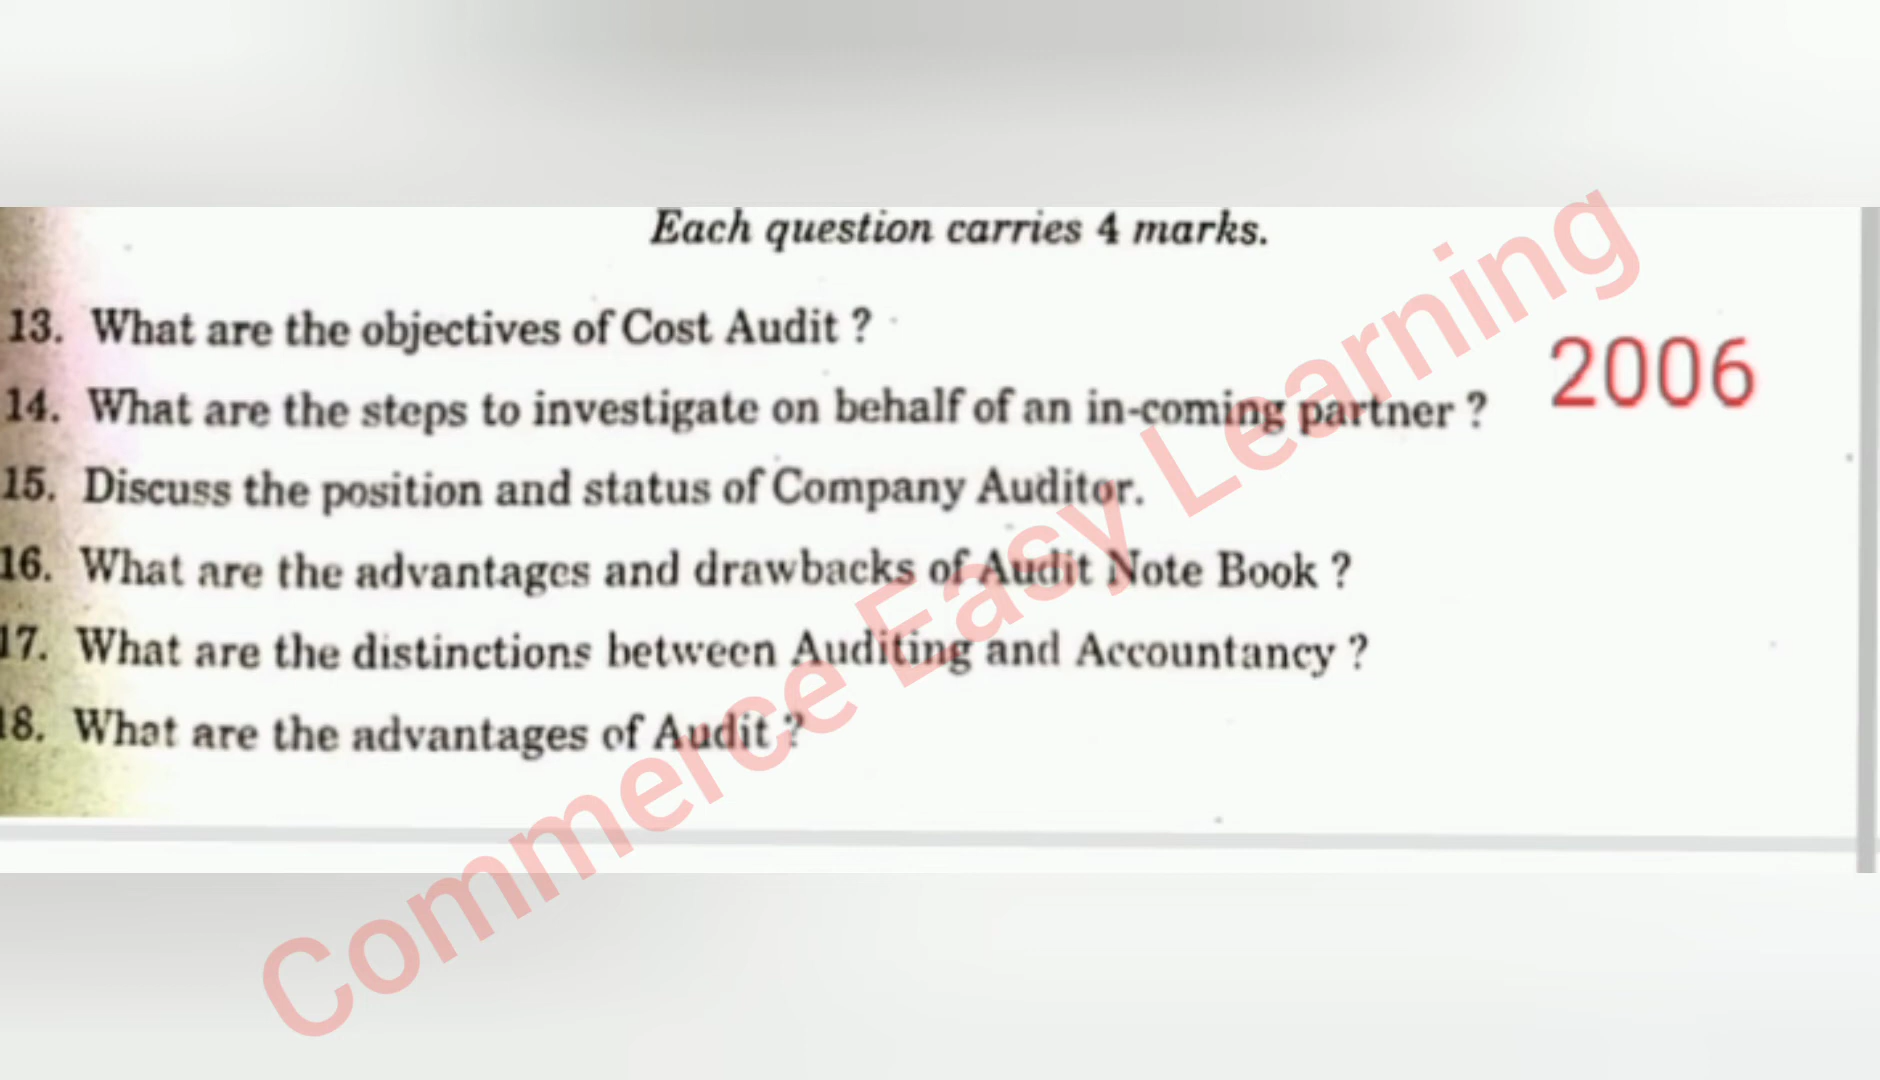 Each question carries 4 marks.
13. What are the objectives of Cost Audit ?
2006
14. What are the steps to investigate on behalf of an in-coming partner ?
15. Discuss the position and status of Company Auditor.
16. What are the advantages and drawbacks of Audit Note Book ?
17. What are the distinctions between Auditing and Accountancy ?
18. What are the advantages of Audit ?
Commerce Easy Learning